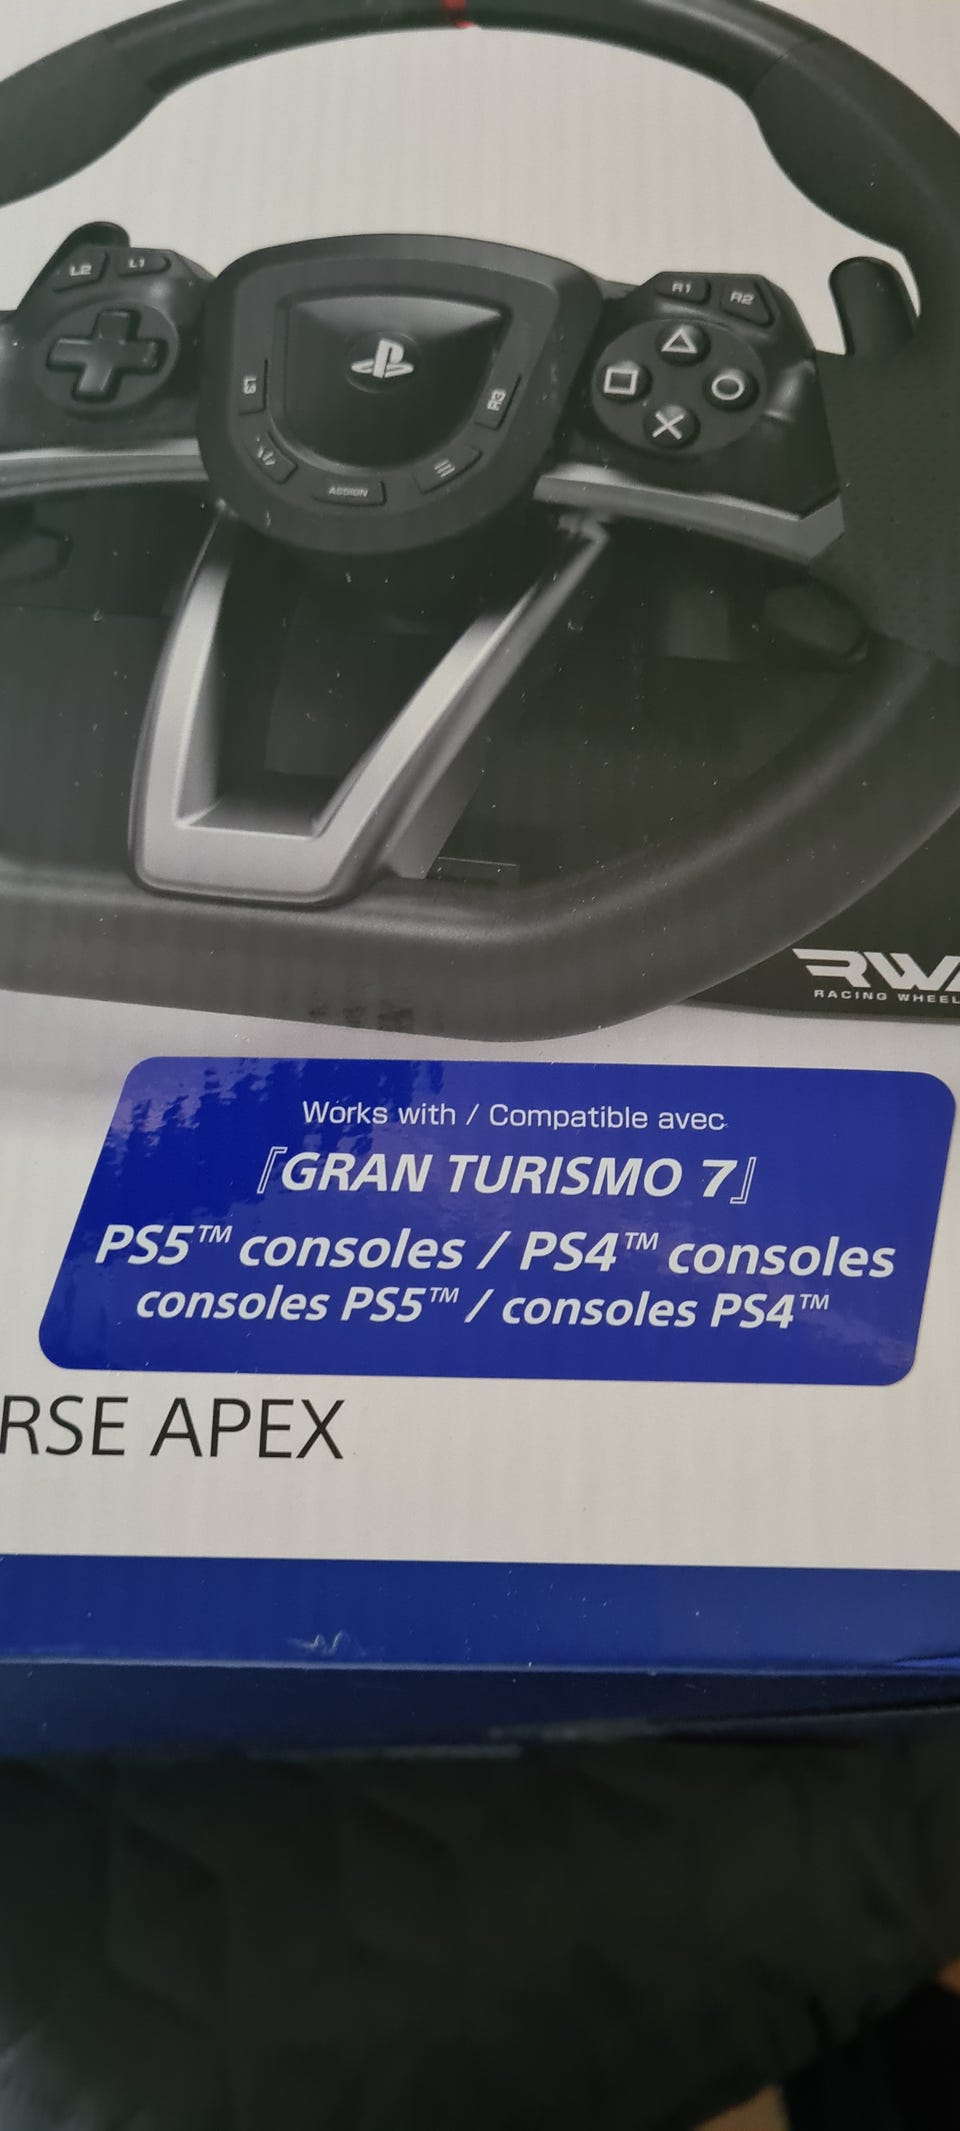 L2
L1
R1
R2
L3
R3
ASSIGN
RWA
RACING WHEEL
Works with / Compatible avec
『GRAN TURISMO 7』
PS5™ consoles / PS4™ consoles
consoles PS5™ / consoles PS4™
RSE APEX